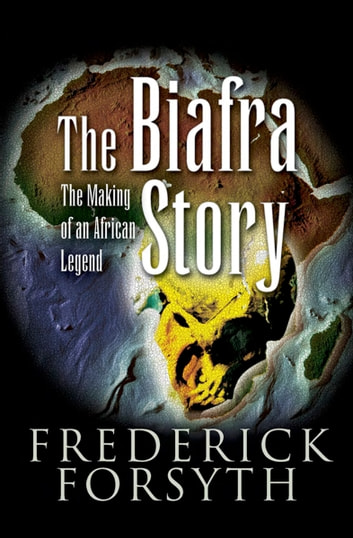 The Biafra
The Making
of an African
Legend
Story
FREDERICK
FORSYTH